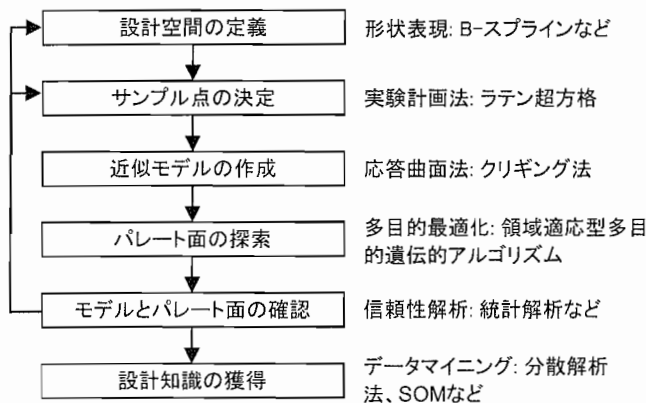 設計空間の定義
形状表現: B-スプラインなど
サンプル点の決定
実験計画法: ラテン超方格
近似モデルの作成
応答曲面法: クリギング法
パレート面の探索
多目的最適化: 領域適応型多目
的遺伝的アルゴリズム
モデルとパレート面の確認
信頼性解析: 統計解析など
設計知識の獲得
データマイニング: 分散解析
法、SOMなど